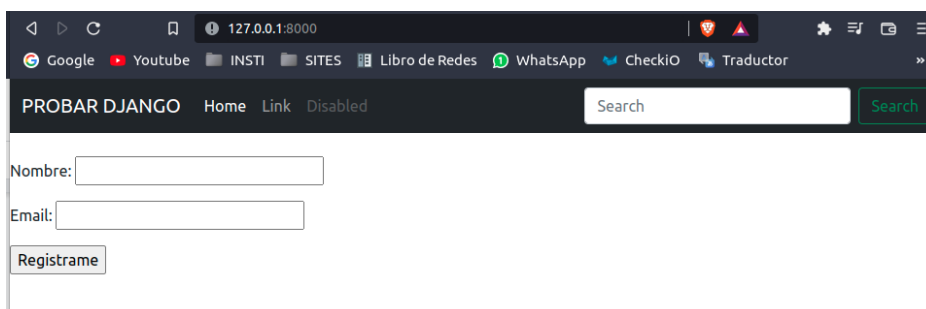 127.0.0.1:8000
Google Youtube INSTI SITES Libro de Redes 1 WhatsApp CheckiO Traductor »
PROBAR DJANGO Home Link Disabled Search Search
Nombre:
Email:
Registrame